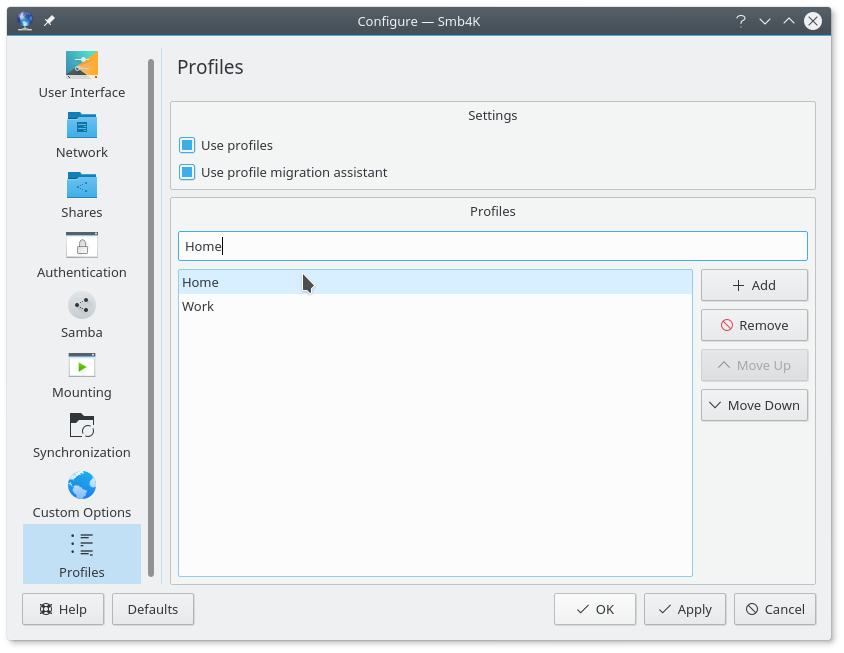 Configure — Smb4K
User Interface
Network
Shares
Authentication
Samba
Mounting
Synchronization
Custom Options
Profiles
Profiles
Settings
Use profiles
Use profile migration assistant
Profiles
Home
Home
Work
Add
Remove
Move Up
Move Down
Help
Defaults
OK
Apply
Cancel